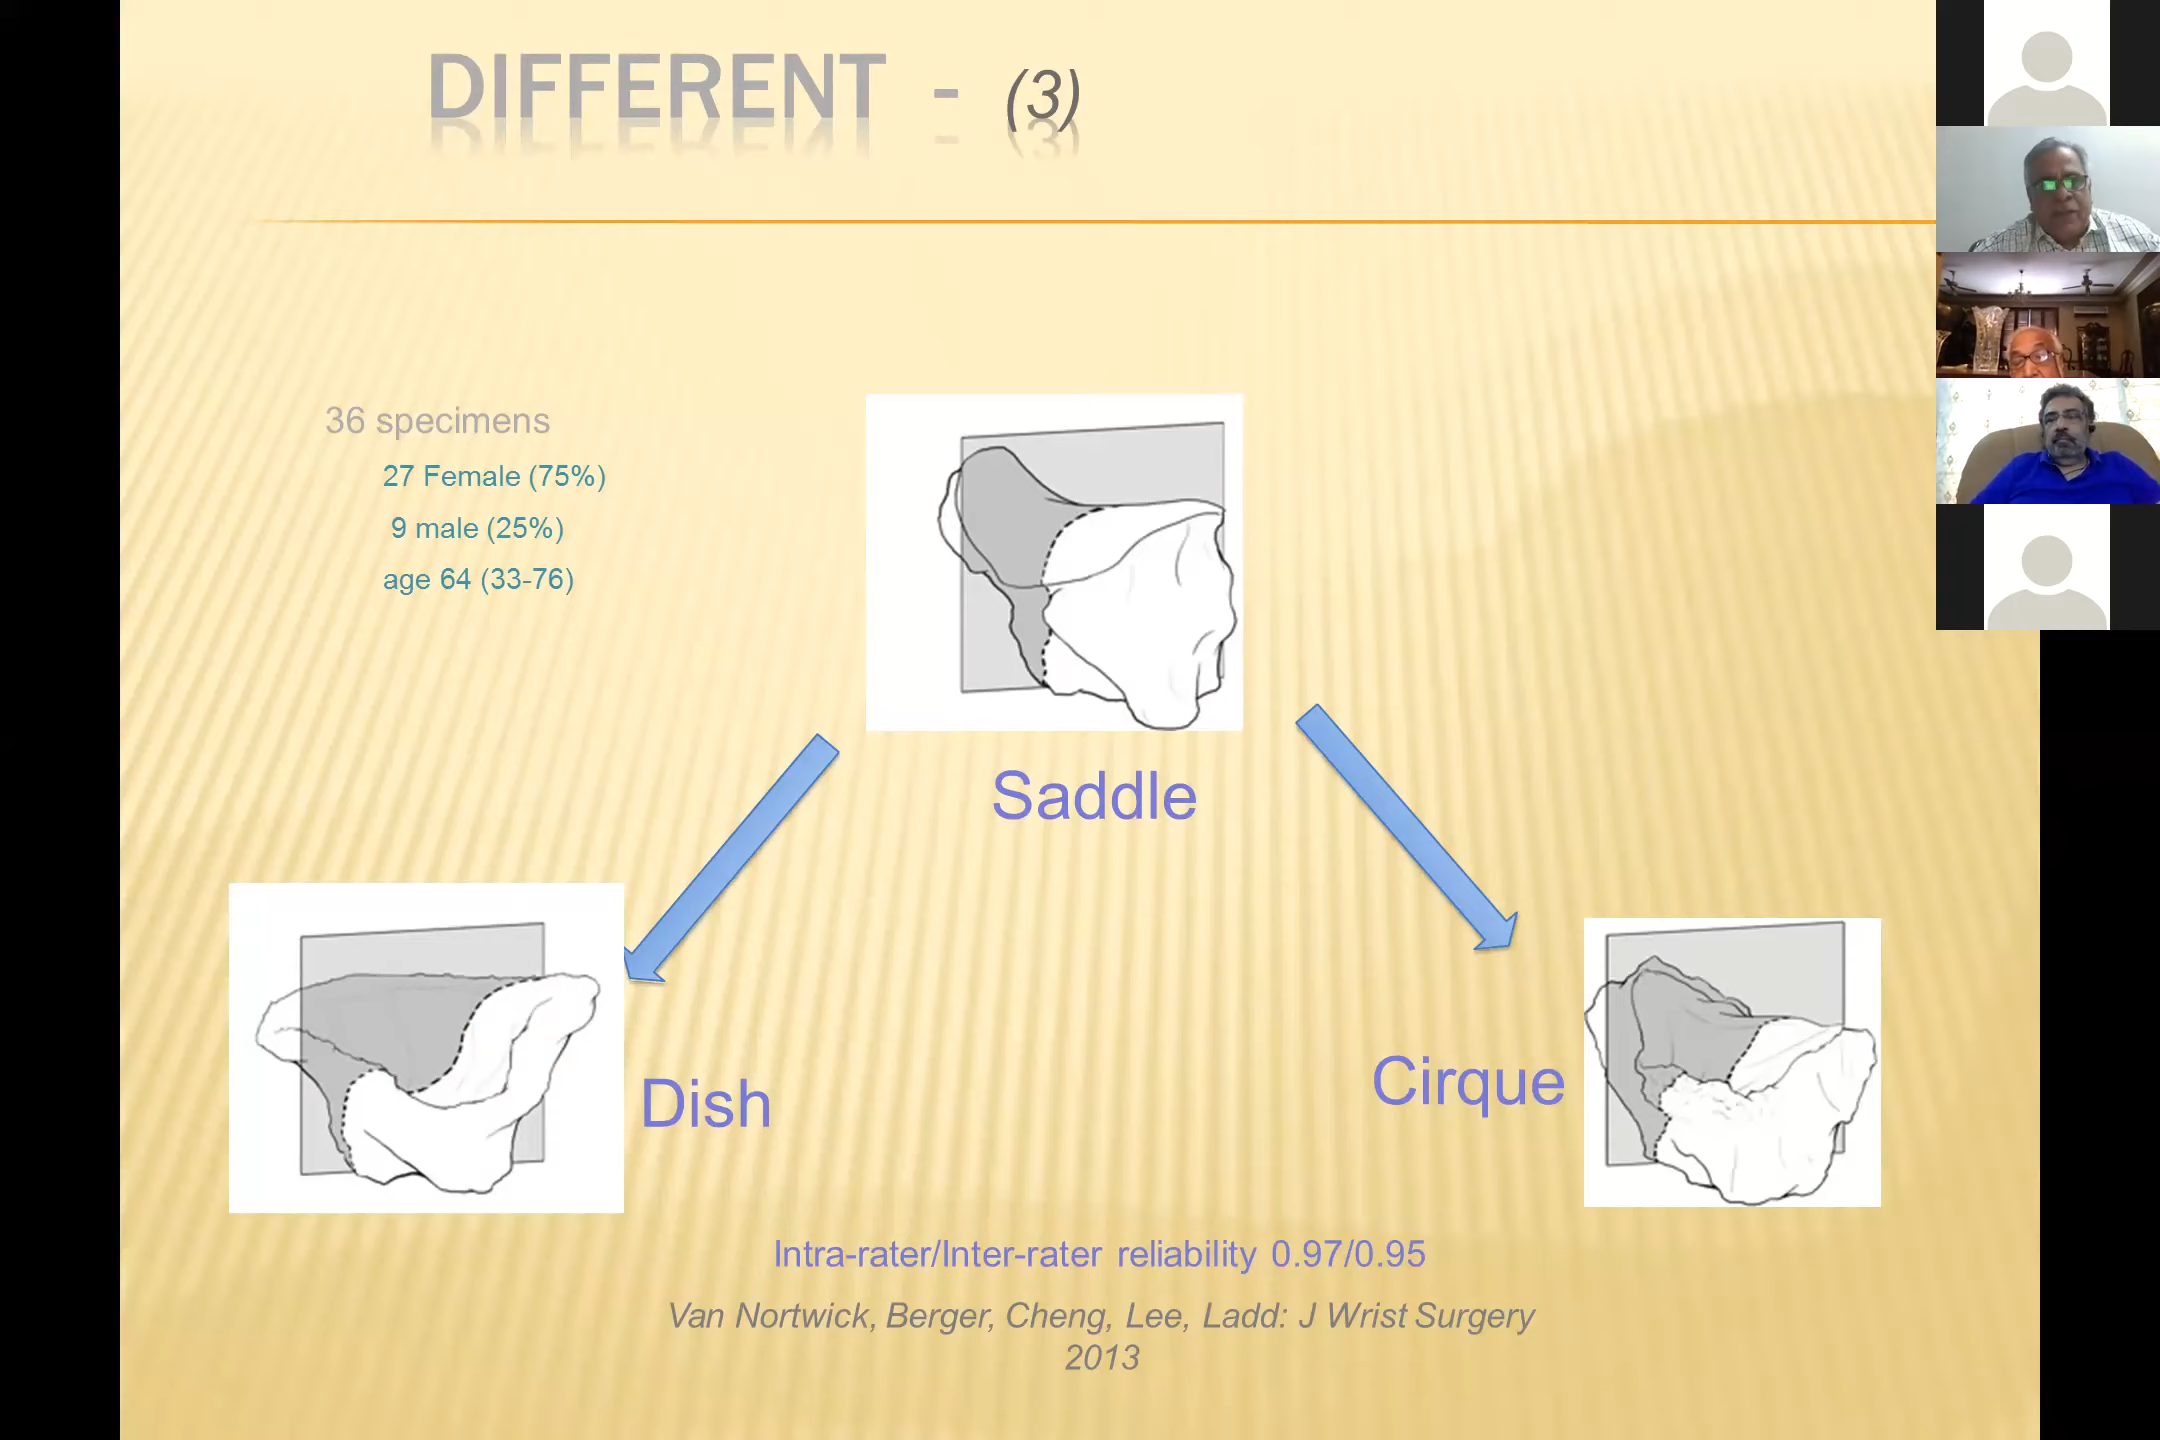 DIFFERENT - (3)
36 specimens
27 Female (75%)
9 male (25%)
age 64 (33-76)
Saddle
Dish
Cirque
Intra-rater/Inter-rater reliability 0.97/0.95
Van Nortwick, Berger, Cheng, Lee, Ladd: J Wrist Surgery
2013